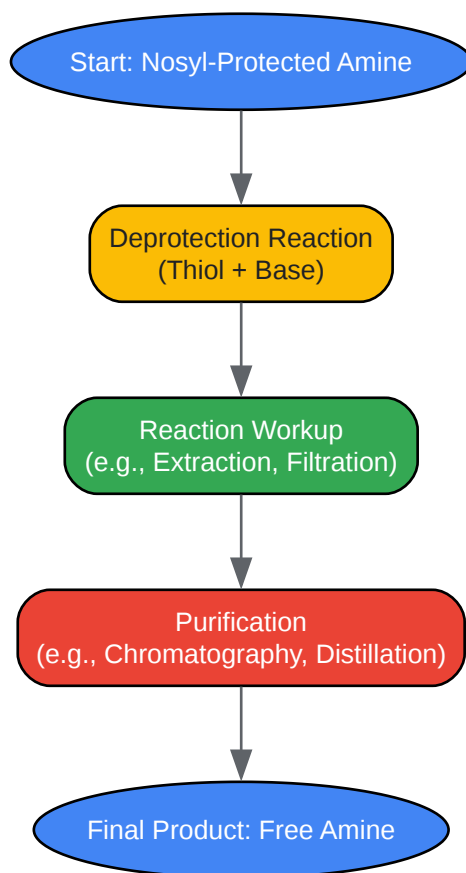 Start: Nosyl-Protected Amine
Deprotection Reaction
(Thiol + Base)
Reaction Workup
(e.g., Extraction, Filtration)
Purification
(e.g., Chromatography, Distillation)
Final Product: Free Amine